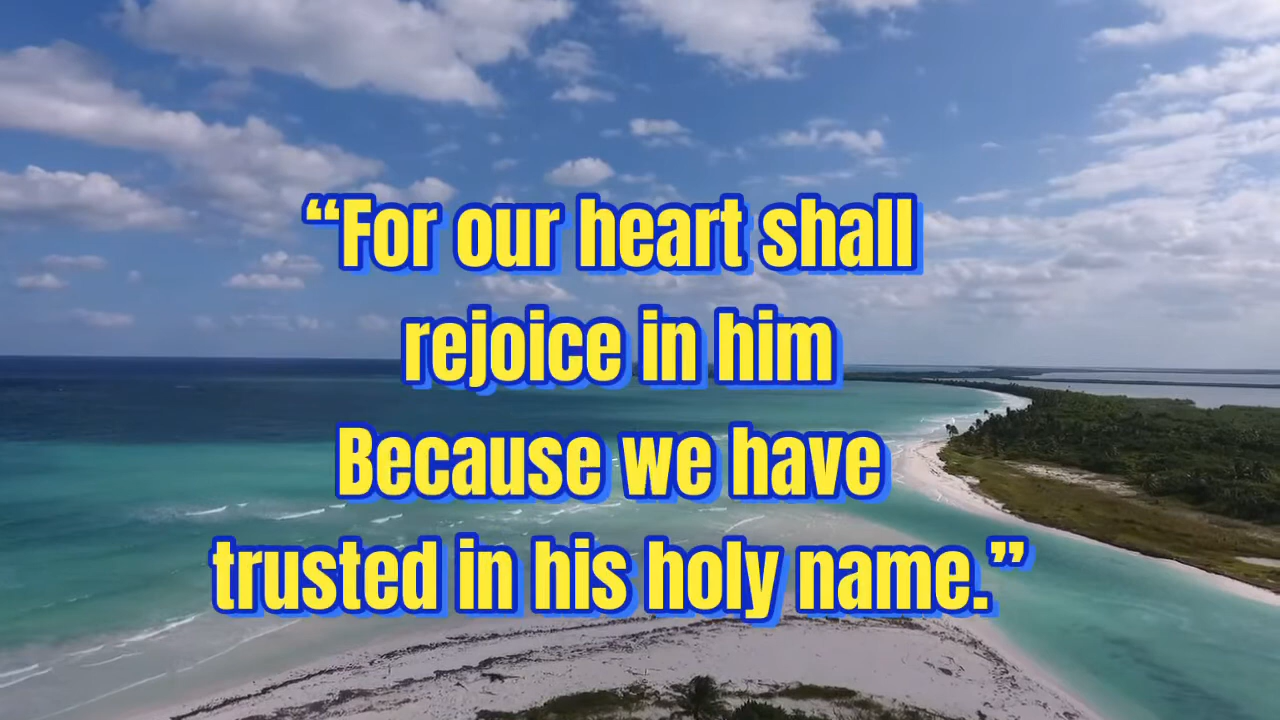 “For our heart shall
rejoice in him
Because we have
trusted in his holy name.”